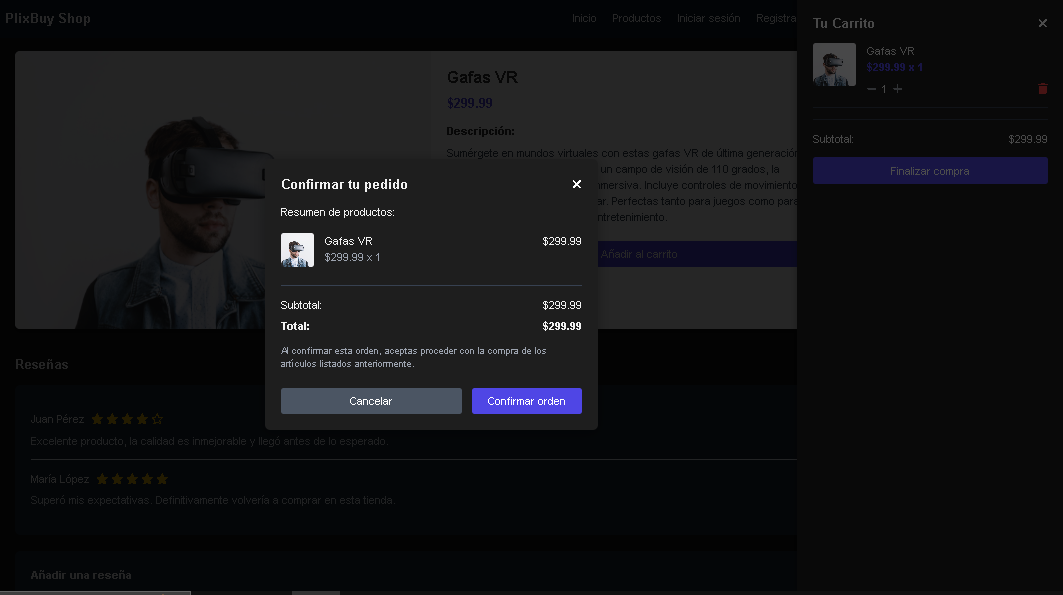 PlixBuy Shop
Inicio Productos Iniciar sesión Registra
Tu Carrito
Gafas VR
$299.99 x 1
1
Subtotal: $299.99
Finalizar compra
Gafas VR
$299.99
Descripción:
Sumérgete en mundos virtuales con estas gafas VR de última generación
un campo de visión de 110 grados, la
Incluye controles de movimiento
Perfectas tanto para juegos como para
Añadir al carrito
Confirmar tu pedido
Resumen de productos:
Gafas VR $299.99
$299.99 x 1
Subtotal: $299.99
Total: $299.99
Al confirmar esta orden, aceptas proceder con la compra de los
artículos listados anteriormente.
Cancelar Confirmar orden
Reseñas
Juan Pérez
Excelente producto, la calidad es inmejorable y llegó antes de lo esperado.
María López
Superó mis expectativas. Definitivamente volvería a comprar en esta tienda.
Añadir una reseña